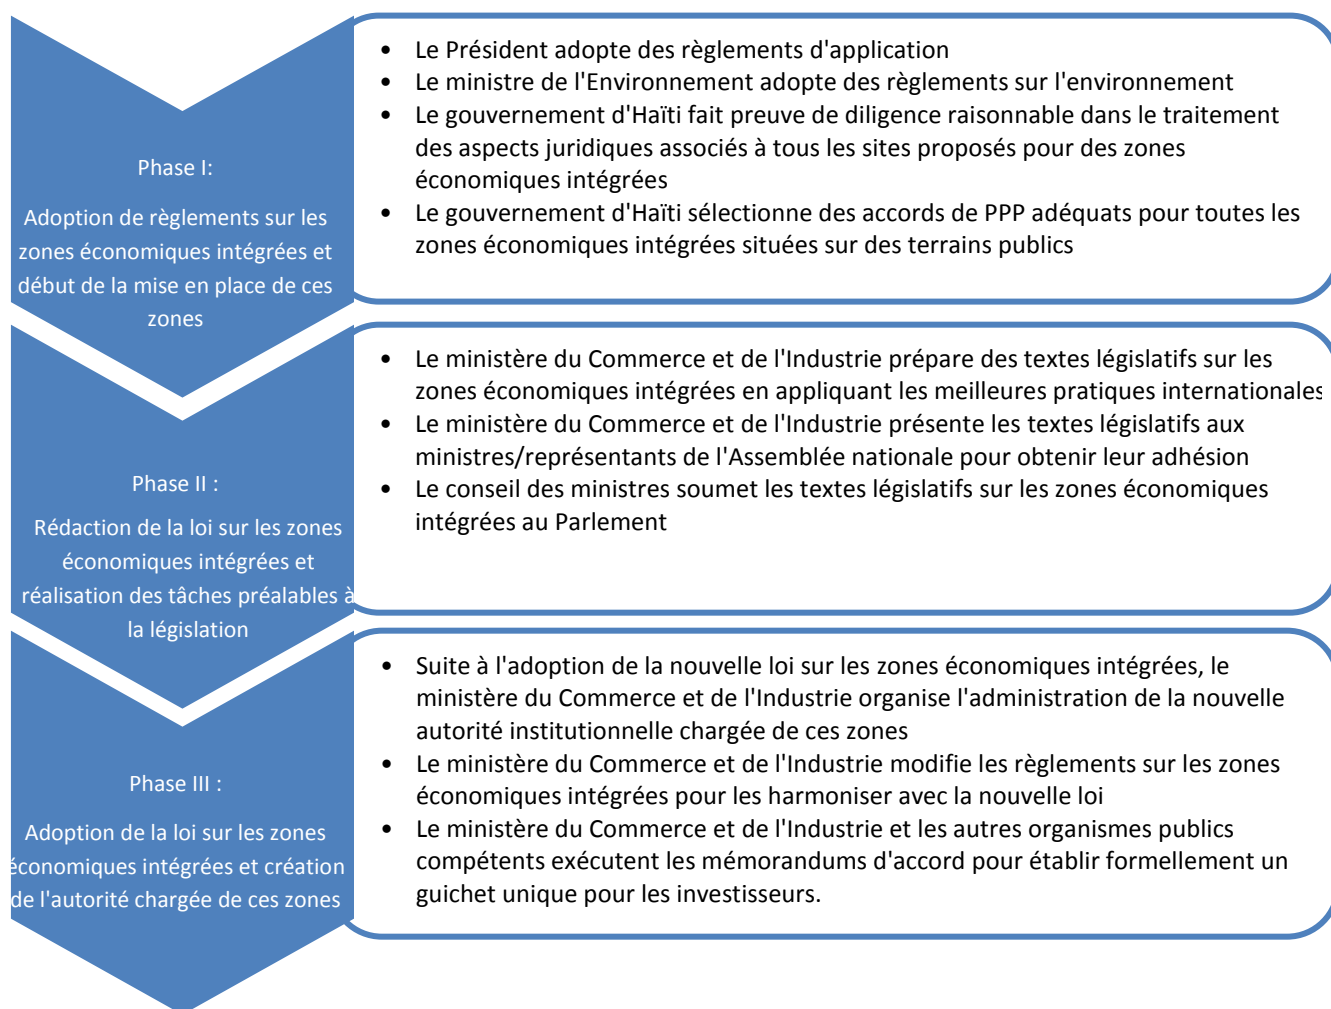 Phase I:
Adoption de règlements sur les
zones économiques intégrées et
début de la mise en place de ces
zones
• Le Président adopte des règlements d'application
• Le ministre de l'Environnement adopte des règlements sur l'environnement
• Le gouvernement d'Haïti fait preuve de diligence raisonnable dans le traitement
des aspects juridiques associés à tous les sites proposés pour des zones
économiques intégrées
• Le gouvernement d'Haïti sélectionne des accords de PPP adéquats pour toutes les
zones économiques intégrées situées sur des terrains publics
Phase II :
Rédaction de la loi sur les zones
économiques intégrées et
réalisation des tâches préalables à
la législation
• Le ministère du Commerce et de l'Industrie prépare des textes législatifs sur les
zones économiques intégrées en appliquant les meilleures pratiques internationales
• Le ministère du Commerce et de l'Industrie présente les textes législatifs aux
ministres/représentants de l'Assemblée nationale pour obtenir leur adhésion
• Le conseil des ministres soumet les textes législatifs sur les zones économiques
intégrées au Parlement
Phase III :
Adoption de la loi sur les zones
économiques intégrées et création
de l'autorité chargée de ces zones
• Suite à l'adoption de la nouvelle loi sur les zones économiques intégrées, le
ministère du Commerce et de l'Industrie organise l'administration de la nouvelle
autorité institutionnelle chargée de ces zones
• Le ministère du Commerce et de l'Industrie modifie les règlements sur les zones
économiques intégrées pour les harmoniser avec la nouvelle loi
• Le ministère du Commerce et de l'Industrie et les autres organismes publics
compétents exécutent les mémorandums d'accord pour établir formellement un
guichet unique pour les investisseurs.